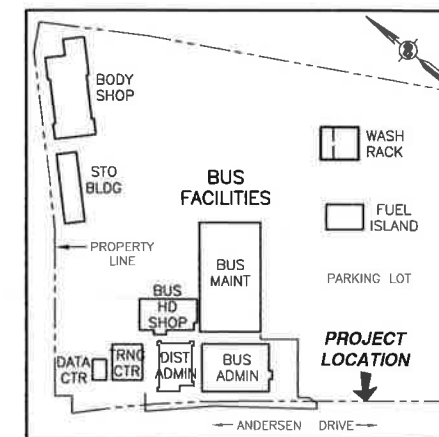 BODY
SHOP
STO
BLDG
WASH
RACK
BUS
FACILITIES
FUEL
ISLAND
PROPERTY
LINE
BUS
MAINT
PARKING LOT
BUS
HD
SHOP
PROJECT
LOCATION
DATA
CTR
TRNG
CTR
DIST
ADMIN
BUS
ADMIN
ANDERSEN DRIVE